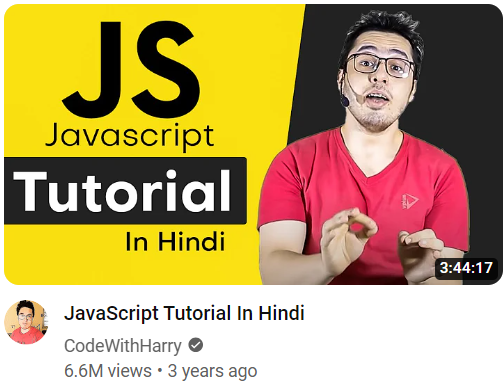 JS
Javascript
Tutorial
In Hindi
3:44:17
JavaScript Tutorial In Hindi
CodeWithHarry
6.6M views • 3 years ago